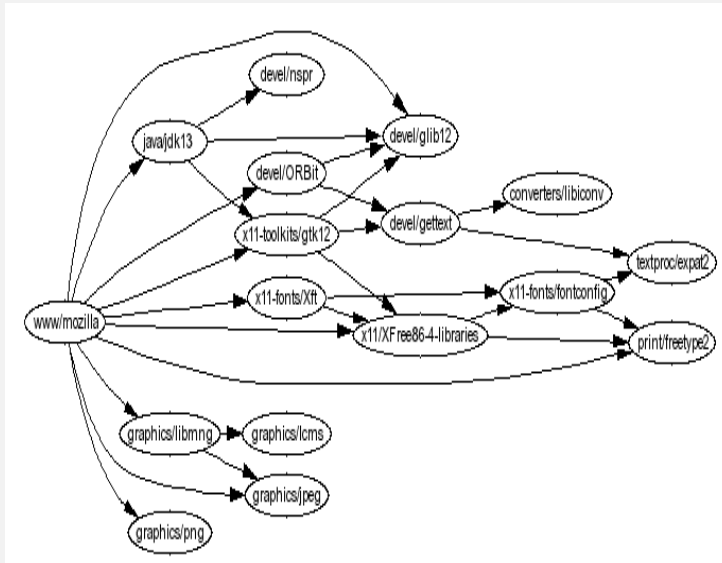 devel/nspr
java/jdk13
devel/glib12
devel/ORBit
converters/libiconv
devel/gettext
x11-toolkits/gtk12
textproc/expat2
x11-fonts/Xft
x11-fonts/fontconfig
www/mozilla
x11/XFree86-4-libraries
print/freetype2
graphics/libmng
graphics/lcms
graphics/jpeg
graphics/png